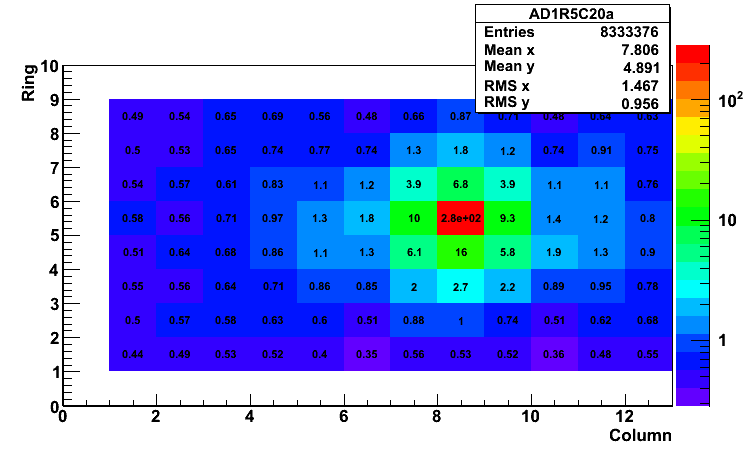 AD1R5C20a
Entries 8333376
Mean x 7.806
Mean y 4.891
RMS x 1.467
RMS y 0.956
Ring
10
9
8
7
6
5
4
3
2
1
0
0.49 0.54 0.65 0.69 0.56 0.48 0.66 0.87 0.71 0.48 0.64 0.63
0.5 0.53 0.65 0.74 0.77 0.74 1.3 1.8 1.2 0.74 0.91 0.75
0.54 0.57 0.61 0.83 1.1 1.2 3.9 6.8 3.9 1.1 1.1 0.76
0.58 0.56 0.71 0.97 1.3 1.8 10 2.8e+02 9.3 1.4 1.2 0.8
0.51 0.64 0.68 0.86 1.1 1.3 6.1 16 5.8 1.9 1.3 0.9
0.55 0.56 0.64 0.71 0.86 0.85 2 2.7 2.2 0.89 0.95 0.78
0.5 0.57 0.58 0.63 0.6 0.51 0.88 1 0.74 0.51 0.62 0.68
0.44 0.49 0.53 0.52 0.4 0.35 0.56 0.53 0.52 0.36 0.48 0.55
0 2 4 6 8 10 12
Column
10²
10
1